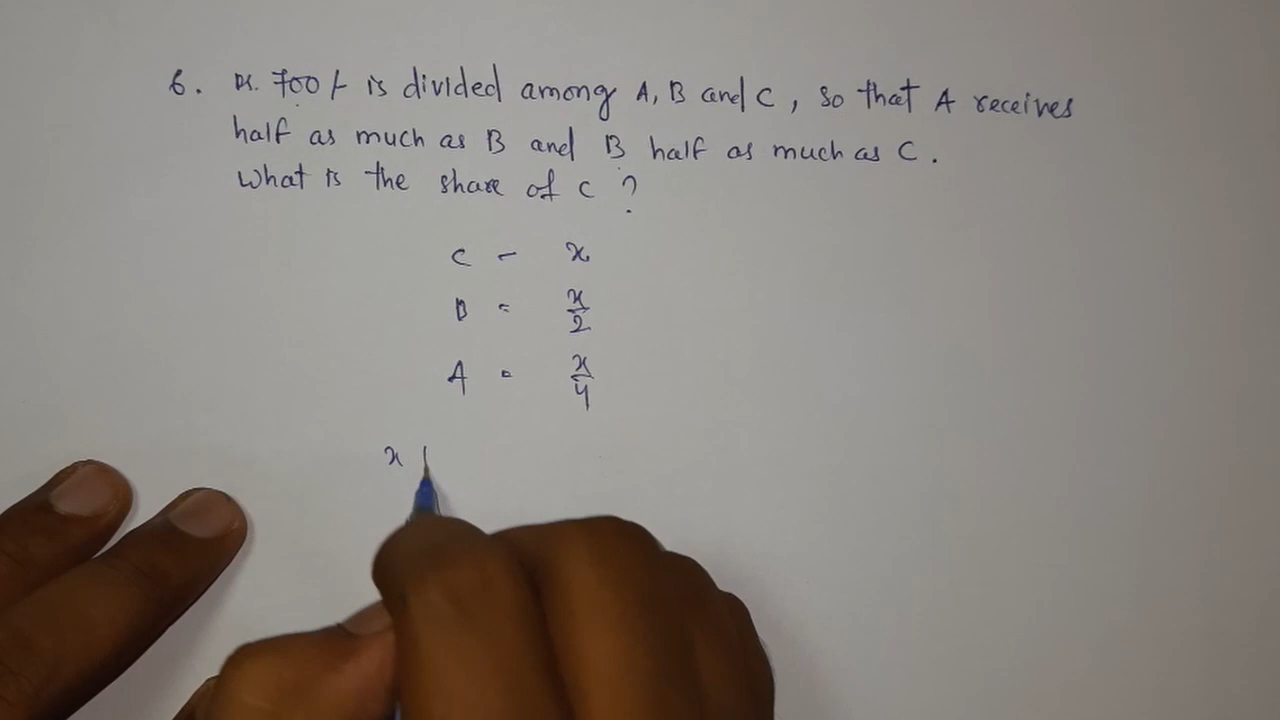 6. Rs. 700/- is divided among A, B and C, so that A receives
half as much as B and B half as much as C.
What is the share of C ?
C - x
B = x/2
A = x/4
x